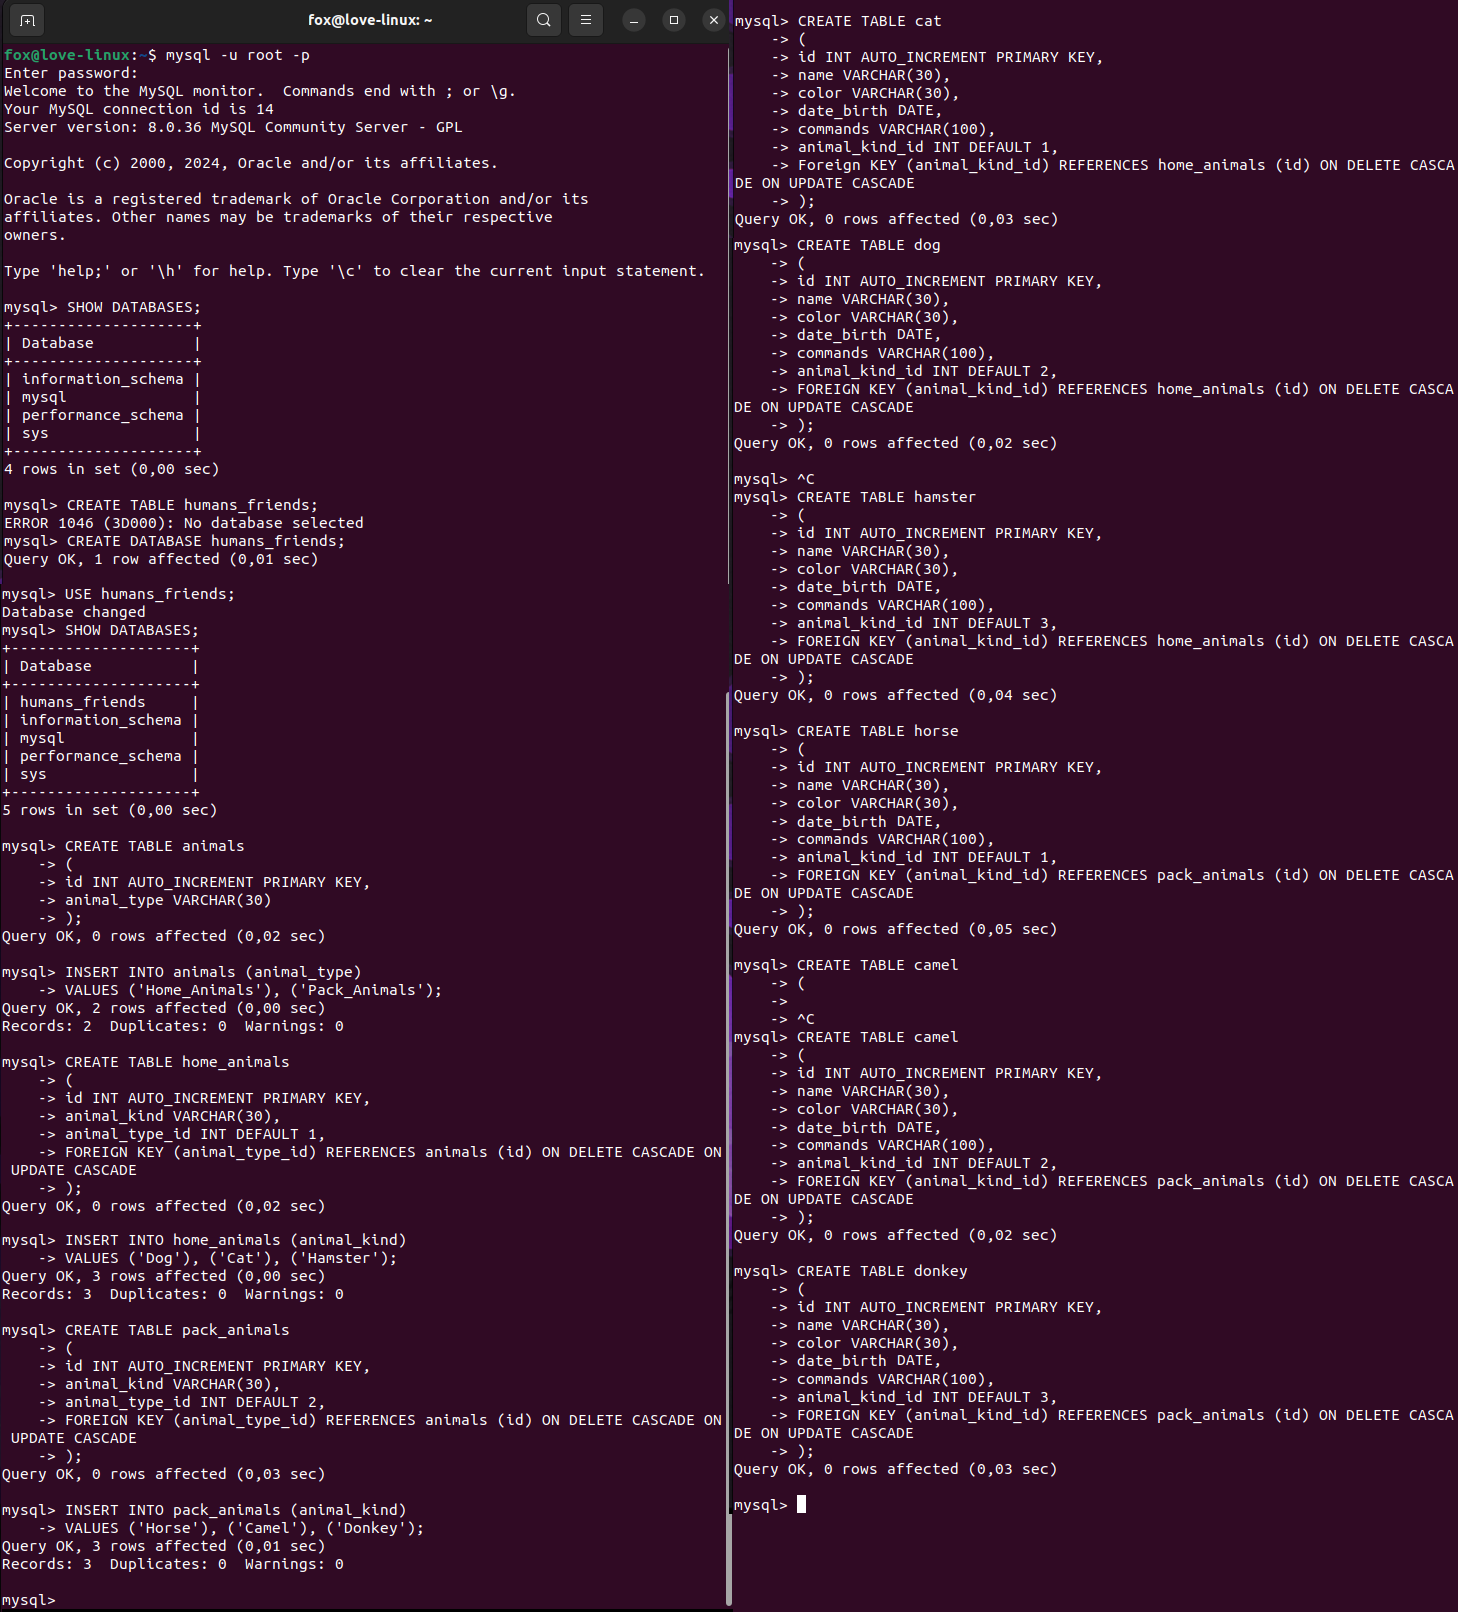 fox@love-linux: ~
fox@love-linux:~$ mysql -u root -p
Enter password:
Welcome to the MySQL monitor.  Commands end with ; or \g.
Your MySQL connection id is 14
Server version: 8.0.36 MySQL Community Server - GPL
Copyright (c) 2000, 2024, Oracle and/or its affiliates.
Oracle is a registered trademark of Oracle Corporation and/or its
affiliates. Other names may be trademarks of their respective
owners.
Type 'help;' or '\h' for help. Type '\c' to clear the current input statement.
mysql> SHOW DATABASES;
+--------------------+
| Database           |
+--------------------+
| information_schema |
| mysql              |
| performance_schema |
| sys                |
+--------------------+
4 rows in set (0,00 sec)
mysql> CREATE TABLE humans_friends;
ERROR 1046 (3D000): No database selected
mysql> CREATE DATABASE humans_friends;
Query OK, 1 row affected (0,01 sec)
mysql> USE humans_friends;
Database changed
mysql> SHOW DATABASES;
+--------------------+
| Database           |
+--------------------+
| humans_friends     |
| information_schema |
| mysql              |
| performance_schema |
| sys                |
+--------------------+
5 rows in set (0,00 sec)
mysql> CREATE TABLE animals
    -> (
    -> id INT AUTO_INCREMENT PRIMARY KEY,
    -> animal_type VARCHAR(30)
    -> );
Query OK, 0 rows affected (0,02 sec)
mysql> INSERT INTO animals (animal_type)
    -> VALUES ('Home_Animals'), ('Pack_Animals');
Query OK, 2 rows affected (0,00 sec)
Records: 2  Duplicates: 0  Warnings: 0
mysql> CREATE TABLE home_animals
    -> (
    -> id INT AUTO_INCREMENT PRIMARY KEY,
    -> animal_kind VARCHAR(30),
    -> animal_type_id INT DEFAULT 1,
    -> FOREIGN KEY (animal_type_id) REFERENCES animals (id) ON DELETE CASCADE ON
 UPDATE CASCADE
    -> );
Query OK, 0 rows affected (0,02 sec)
mysql> INSERT INTO home_animals (animal_kind)
    -> VALUES ('Dog'), ('Cat'), ('Hamster');
Query OK, 3 rows affected (0,00 sec)
Records: 3  Duplicates: 0  Warnings: 0
mysql> CREATE TABLE pack_animals
    -> (
    -> id INT AUTO_INCREMENT PRIMARY KEY,
    -> animal_kind VARCHAR(30),
    -> animal_type_id INT DEFAULT 2,
    -> FOREIGN KEY (animal_type_id) REFERENCES animals (id) ON DELETE CASCADE ON
 UPDATE CASCADE
    -> );
Query OK, 0 rows affected (0,03 sec)
mysql> INSERT INTO pack_animals (animal_kind)
    -> VALUES ('Horse'), ('Camel'), ('Donkey');
Query OK, 3 rows affected (0,01 sec)
Records: 3  Duplicates: 0  Warnings: 0
mysql>
mysql> CREATE TABLE cat
    -> (
    -> id INT AUTO_INCREMENT PRIMARY KEY,
    -> name VARCHAR(30),
    -> color VARCHAR(30),
    -> date_birth DATE,
    -> commands VARCHAR(100),
    -> animal_kind_id INT DEFAULT 1,
    -> Foreign KEY (animal_kind_id) REFERENCES home_animals (id) ON DELETE CASCA
DE ON UPDATE CASCADE
    -> );
Query OK, 0 rows affected (0,03 sec)
mysql> CREATE TABLE dog
    -> (
    -> id INT AUTO_INCREMENT PRIMARY KEY,
    -> name VARCHAR(30),
    -> color VARCHAR(30),
    -> date_birth DATE,
    -> commands VARCHAR(100),
    -> animal_kind_id INT DEFAULT 2,
    -> FOREIGN KEY (animal_kind_id) REFERENCES home_animals (id) ON DELETE CASCA
DE ON UPDATE CASCADE
    -> );
Query OK, 0 rows affected (0,02 sec)
mysql> ^C
mysql> CREATE TABLE hamster
    -> (
    -> id INT AUTO_INCREMENT PRIMARY KEY,
    -> name VARCHAR(30),
    -> color VARCHAR(30),
    -> date_birth DATE,
    -> commands VARCHAR(100),
    -> animal_kind_id INT DEFAULT 3,
    -> FOREIGN KEY (animal_kind_id) REFERENCES home_animals (id) ON DELETE CASCA
DE ON UPDATE CASCADE
    -> );
Query OK, 0 rows affected (0,04 sec)
mysql> CREATE TABLE horse
    -> (
    -> id INT AUTO_INCREMENT PRIMARY KEY,
    -> name VARCHAR(30),
    -> color VARCHAR(30),
    -> date_birth DATE,
    -> commands VARCHAR(100),
    -> animal_kind_id INT DEFAULT 1,
    -> FOREIGN KEY (animal_kind_id) REFERENCES pack_animals (id) ON DELETE CASCA
DE ON UPDATE CASCADE
    -> );
Query OK, 0 rows affected (0,05 sec)
mysql> CREATE TABLE camel
    -> (
    ->
    -> ^C
mysql> CREATE TABLE camel
    -> (
    -> id INT AUTO_INCREMENT PRIMARY KEY,
    -> name VARCHAR(30),
    -> color VARCHAR(30),
    -> date_birth DATE,
    -> commands VARCHAR(100),
    -> animal_kind_id INT DEFAULT 2,
    -> FOREIGN KEY (animal_kind_id) REFERENCES pack_animals (id) ON DELETE CASCA
DE ON UPDATE CASCADE
    -> );
Query OK, 0 rows affected (0,02 sec)
mysql> CREATE TABLE donkey
    -> (
    -> id INT AUTO_INCREMENT PRIMARY KEY,
    -> name VARCHAR(30),
    -> color VARCHAR(30),
    -> date_birth DATE,
    -> commands VARCHAR(100),
    -> animal_kind_id INT DEFAULT 3,
    -> FOREIGN KEY (animal_kind_id) REFERENCES pack_animals (id) ON DELETE CASCA
DE ON UPDATE CASCADE
    -> );
Query OK, 0 rows affected (0,03 sec)
mysql>